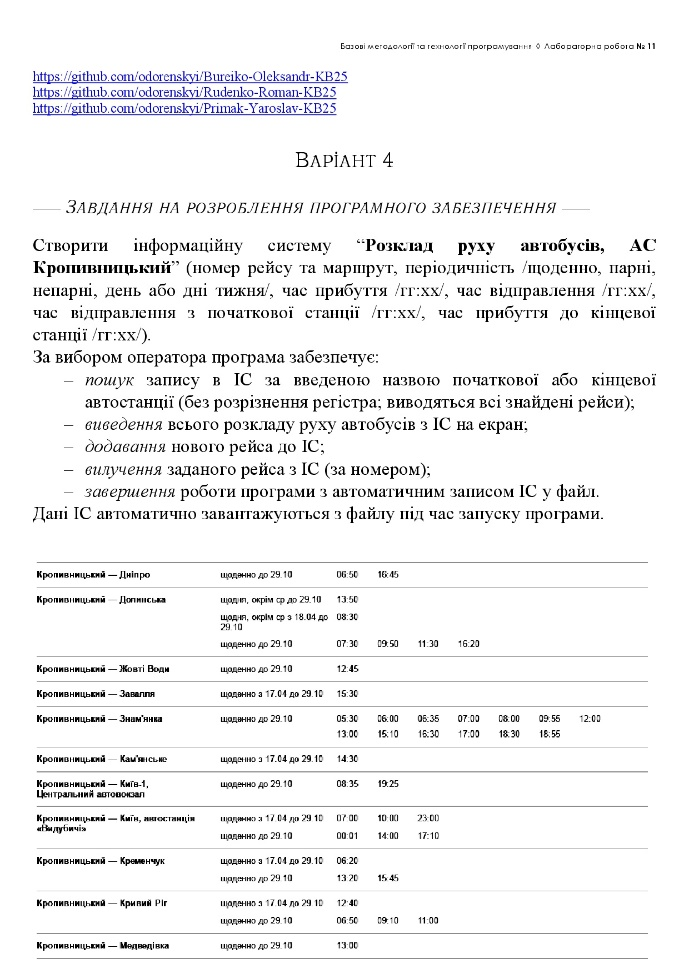 Базові методології та технології програмування ◊ Лабораторна робота № 11
https://github.com/odorenskyi/Bureiko-Oleksandr-KB25
https://github.com/odorenskyi/Rudenko-Roman-KB25
https://github.com/odorenskyi/Primak-Yaroslav-KB25
ВАРІАНТ 4
—— ЗАВДАННЯ НА РОЗРОБЛЕННЯ ПРОГРАМНОГО ЗАБЕЗПЕЧЕННЯ ——
Створити інформаційну систему “Розклад руху автобусів, АС
Кропивницький” (номер рейсу та маршрут, періодичність /щоденно, парні,
непарні, день або дні тижня/, час прибуття /гг:хх/, час відправлення /гг:хх/,
час відправлення з початкової станції /гг:хх/, час прибуття до кінцевої
станції /гг:хх/).
За вибором оператора програма забезпечує:
– пошук запису в ІС за введеною назвою початкової або кінцевої
автостанції (без розрізнення регістра; виводяться всі знайдені рейси);
– виведення всього розкладу руху автобусів з ІС на екран;
– додавання нового рейса до ІС;
– вилучення заданого рейса з ІС (за номером);
– завершення роботи програми з автоматичним записом ІС у файл.
Дані ІС автоматично завантажуються з файлу під час запуску програми.
Кропивницький — Дніпро щоденно до 29.10 06:50 16:45
Кропивницький — Долинська щодня, окрім ср до 29.10 13:50
щодня, окрім ср з 18.04 до 08:30
29.10
щоденно до 29.10 07:30 09:50 11:30 16:20
Кропивницький — Жовті Води щоденно до 29.10 12:45
Кропивницький — Завалля щоденно з 17.04 до 29.10 15:30
Кропивницький — Знам'янка щоденно до 29.10 05:30 06:00 06:35 07:00 08:00 09:55 12:00
13:00 15:10 16:30 17:00 18:30 18:55
Кропивницький — Кам'янське щоденно з 17.04 до 29.10 14:30
Кропивницький — Київ-1, щоденно до 29.10 08:35 19:25
Центральний автовокзал
Кропивницький — Київ, автостанція щоденно з 17.04 до 29.10 07:00 10:00 23:00
«Видубичі»
щоденно до 29.10 00:01 14:00 17:10
Кропивницький — Кременчук щоденно з 17.04 до 29.10 06:20
щоденно до 29.10 13:20 15:45
Кропивницький — Кривий Ріг щоденно з 17.04 до 29.10 12:40
щоденно до 29.10 06:50 09:10 11:00
Кропивницький — Медведівка щоденно до 29.10 13:00